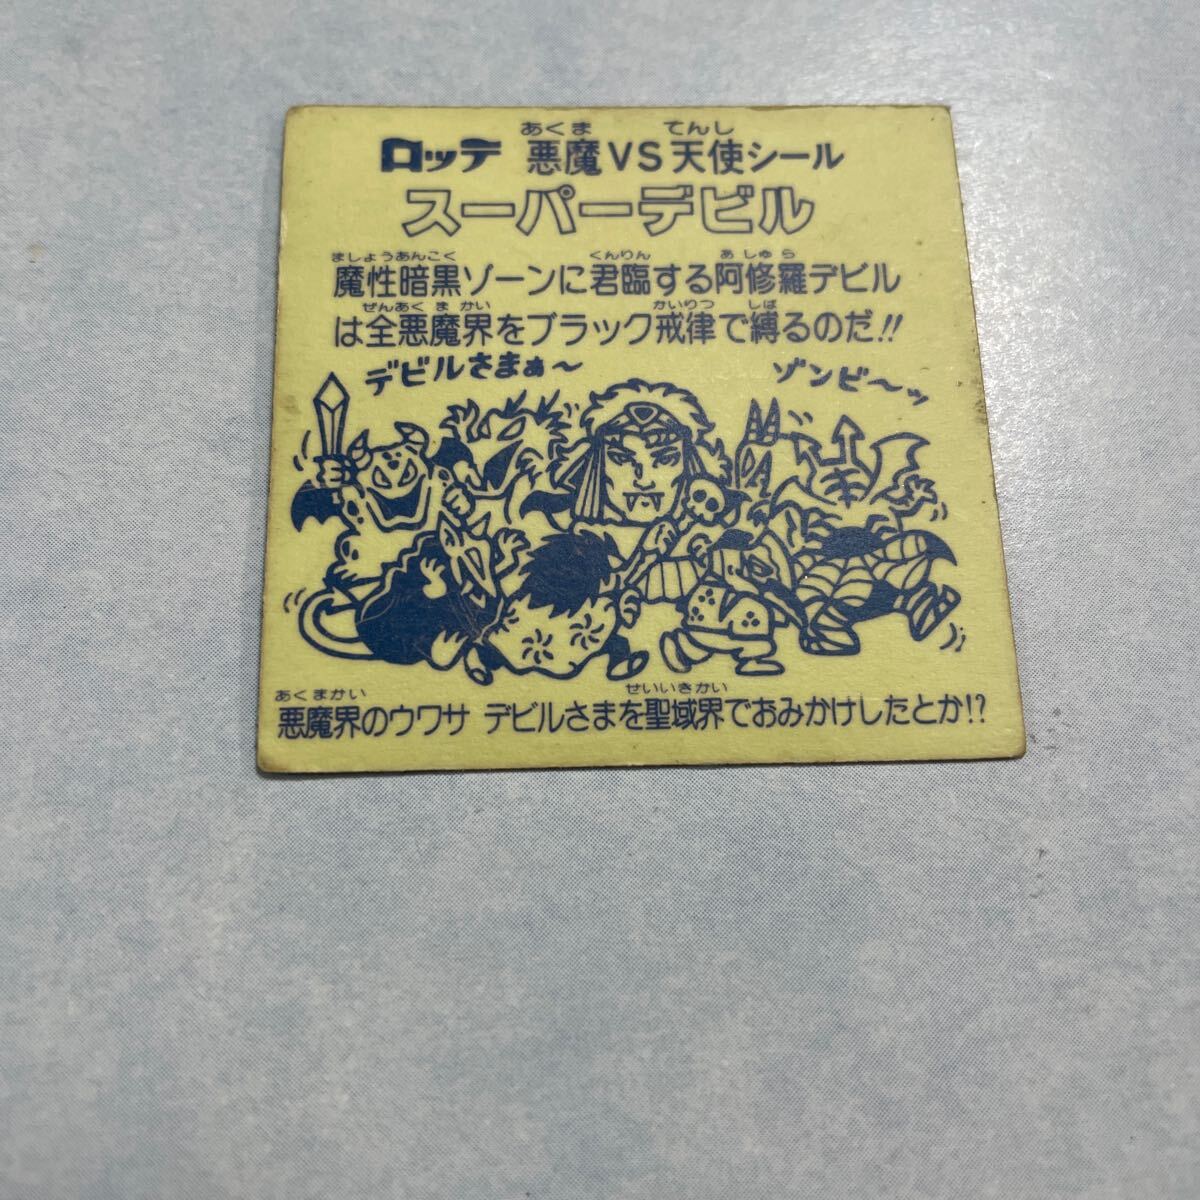 あくま てんし
ロッテ 悪魔VS天使シール
スーパーデビル
ましょうあんこく くんりん あしゅら
魔性暗黒ゾーンに君臨する阿修羅デビル
ぜんあくまかい かいりつ しば
は全悪魔界をブラック戒律で縛るのだ!!
デビルさまぁ〜 ゾンビ〜ッ
あくまかい せいいきかい
悪魔界のウワサ デビルさまを聖域界でおみかけしたとか!?